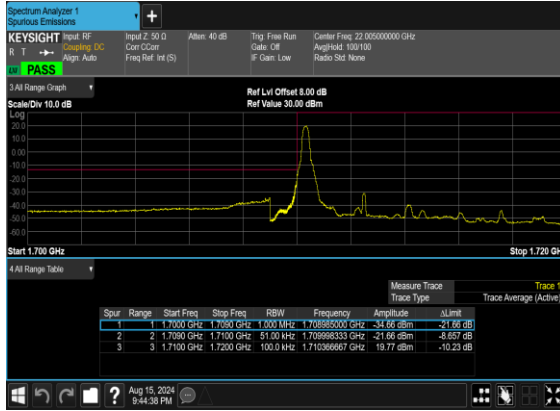 Spectrum Analyzer 1
Spurious Emissions
+
KEYSIGHT Input: RF Input Z: 50 Ω Atten: 40 dB Trig: Free Run Center Freq: 22.005000000 GHz
R T Coupling: DC Corr CCorr Gate: Off Avg|Hold: 100/100
Align: Auto Freq Ref: Int (S) IF Gain: Low Radio Std: None
PASS
3 All Range Graph
Ref Lvl Offset 8.00 dB
Scale/Div 10.0 dB Ref Value 30.00 dBm
Log
20.0
10.0
0.00
-10.0
-20.0
-30.0
-40.0
-50.0
-60.0
Start 1.700 GHz Stop 1.720 GH
4 All Range Table
Measure Trace Trace 1
Trace Type Trace Average (Active)
Spur Range Start Freq Stop Freq RBW Frequency Amplitude ΔLimit
1 1 1.7000 GHz 1.7090 GHz 1.000 MHz 1.708985000 GHz -34.66 dBm -21.66 dB
2 2 1.7090 GHz 1.7100 GHz 51.00 kHz 1.709998333 GHz -21.66 dBm -8.657 dB
3 3 1.7100 GHz 1.7200 GHz 100.0 kHz 1.710366667 GHz 19.77 dBm -10.23 dB
? Aug 15, 2024
9:44:38 PM